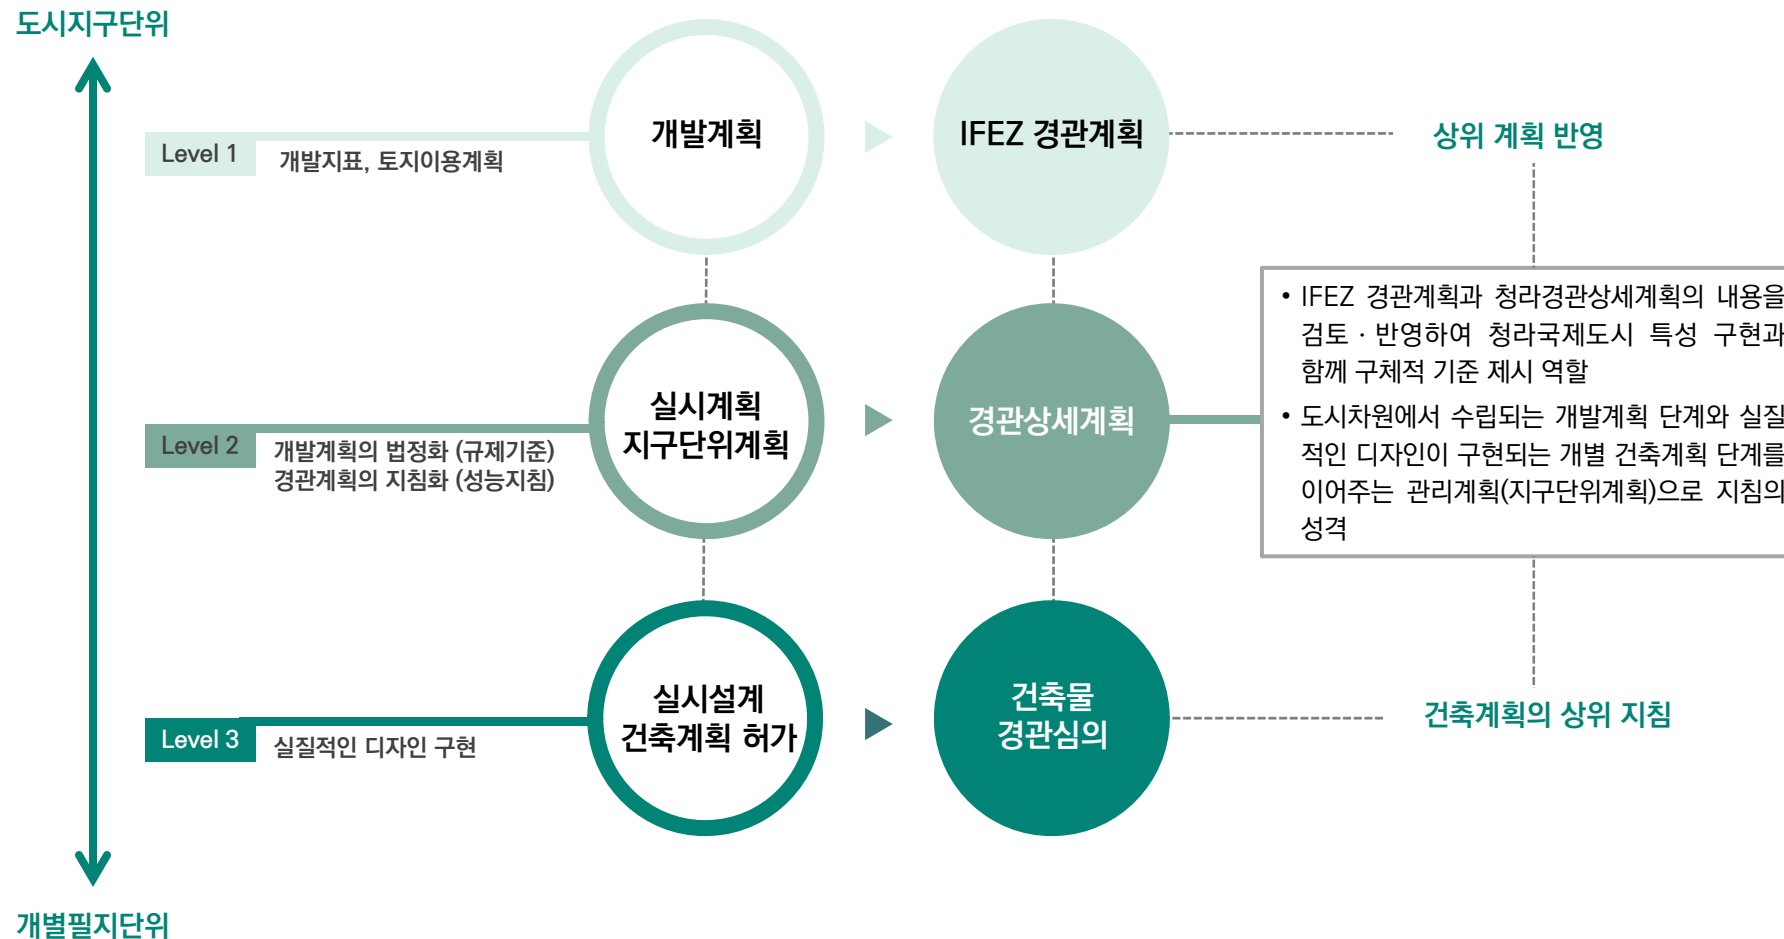 도시지구단위
Level 1
개발지표, 토지이용계획
개발계획
IFEZ 경관계획
상위 계획 반영
Level 2
개발계획의 법정화 (규제기준)
경관계획의 지침화 (성능지침)
실시계획
지구단위계획
경관상세계획
• IFEZ 경관계획과 청라경관상세계획의 내용을
검토 · 반영하여 청라국제도시 특성 구현과
함께 구체적 기준 제시 역할
• 도시차원에서 수립되는 개발계획 단계와 실질
적인 디자인이 구현되는 개별 건축계획 단계를
이어주는 관리계획(지구단위계획)으로 지침의
성격
Level 3
실질적인 디자인 구현
실시설계
건축계획 허가
건축물
경관심의
건축계획의 상위 지침
개별필지단위